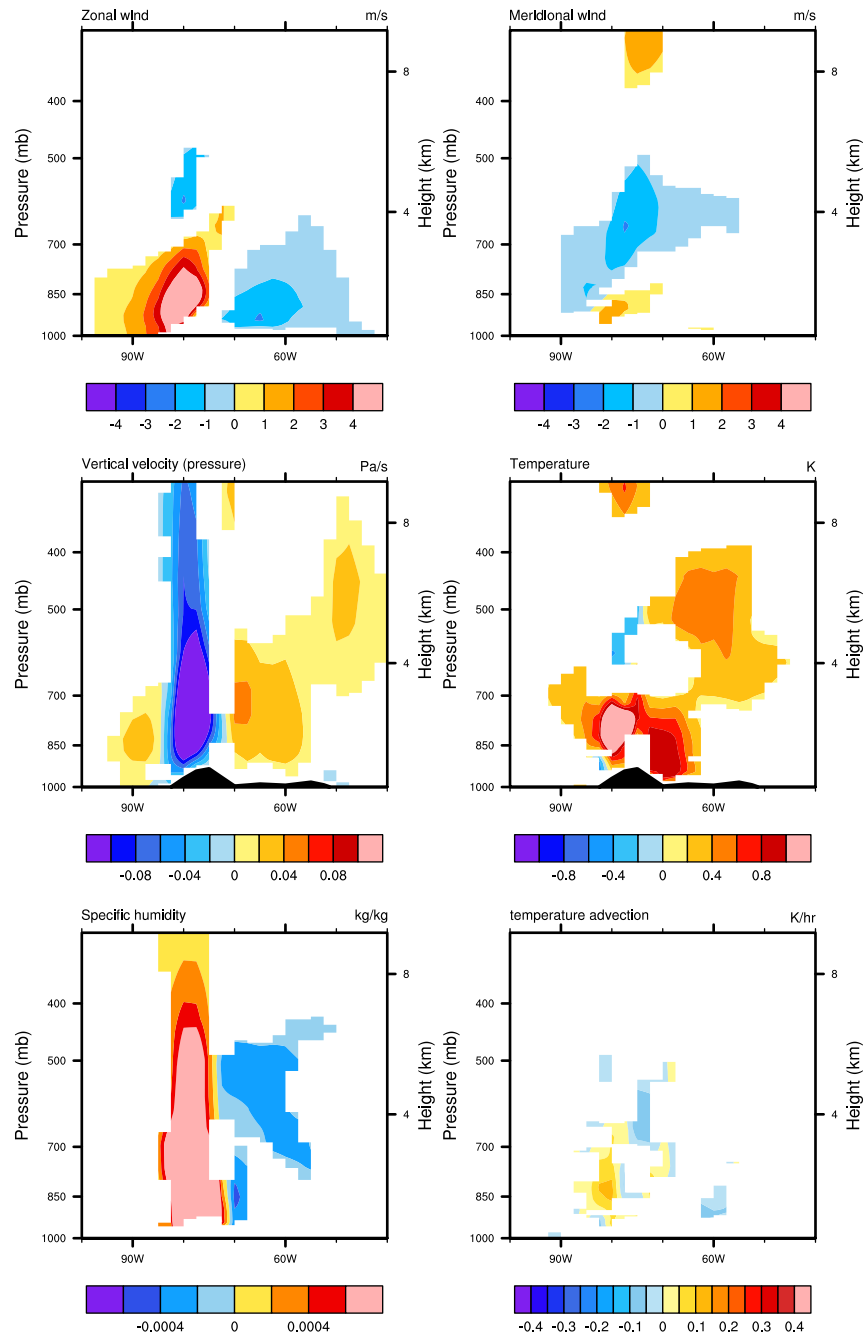 Zonal wind m/s
Pressure (mb)
400
500
700
850
1000
8
4
Height (km)
90W 60W
-4 -3 -2 -1 0 1 2 3 4
Meridional wind m/s
Pressure (mb)
400
500
700
850
1000
8
4
Height (km)
90W 60W
-4 -3 -2 -1 0 1 2 3 4
Vertical velocity (pressure) Pa/s
Pressure (mb)
400
500
700
850
1000
8
4
Height (km)
90W 60W
-0.08 -0.04 0 0.04 0.08
Temperature K
Pressure (mb)
400
500
700
850
1000
8
4
Height (km)
90W 60W
-0.8 -0.4 0 0.4 0.8
Specific humidity kg/kg
Pressure (mb)
400
500
700
850
1000
8
4
Height (km)
90W 60W
-0.0004 0 0.0004
temperature advection K/hr
Pressure (mb)
400
500
700
850
1000
8
4
Height (km)
90W 60W
-0.4 -0.3 -0.2 -0.1 0 0.1 0.2 0.3 0.4